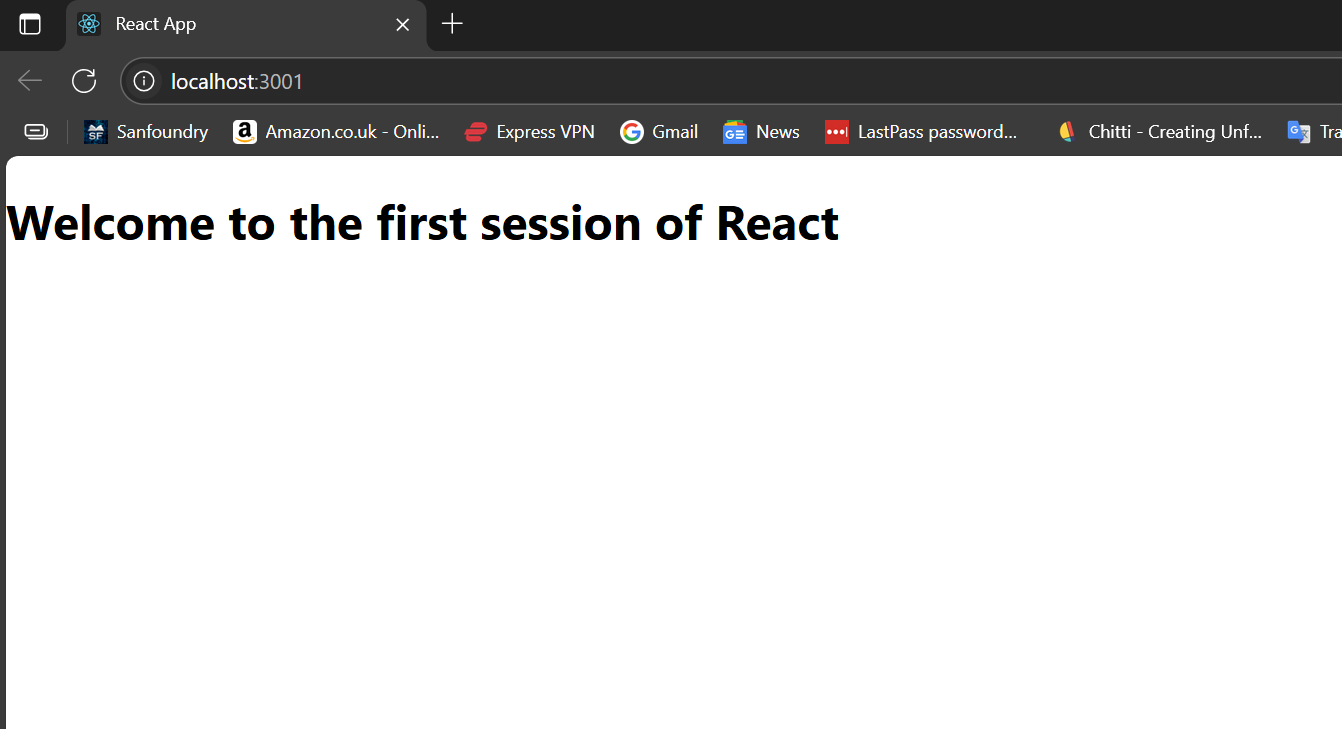 React App
localhost:3001
Sanfoundry Amazon.co.uk - Onli... Express VPN Gmail News LastPass password... Chitti - Creating Unf... Tra
Welcome to the first session of React